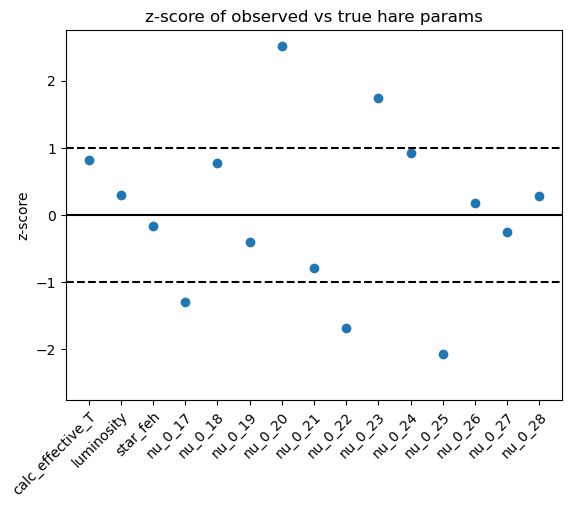 z-score of observed vs true hare params
z-score
2
1
0
−1
−2
calc_effective_T
luminosity
star_feh
nu_0_17
nu_0_18
nu_0_19
nu_0_20
nu_0_21
nu_0_22
nu_0_23
nu_0_24
nu_0_25
nu_0_26
nu_0_27
nu_0_28